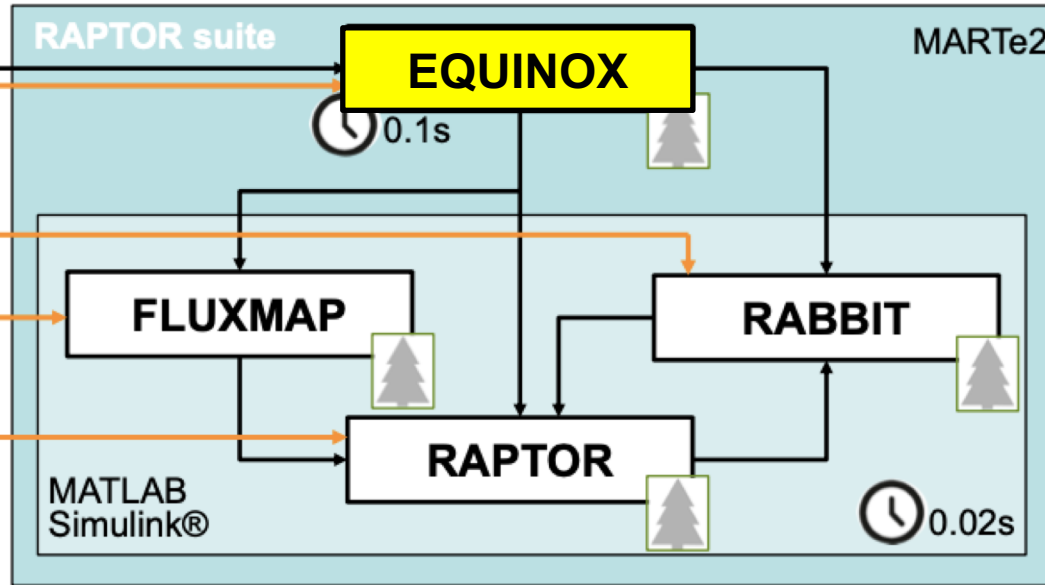 RAPTOR suite
MARTe2
EQUINOX
0.1s
FLUXMAP
RABBIT
RAPTOR
MATLAB
Simulink®
0.02s